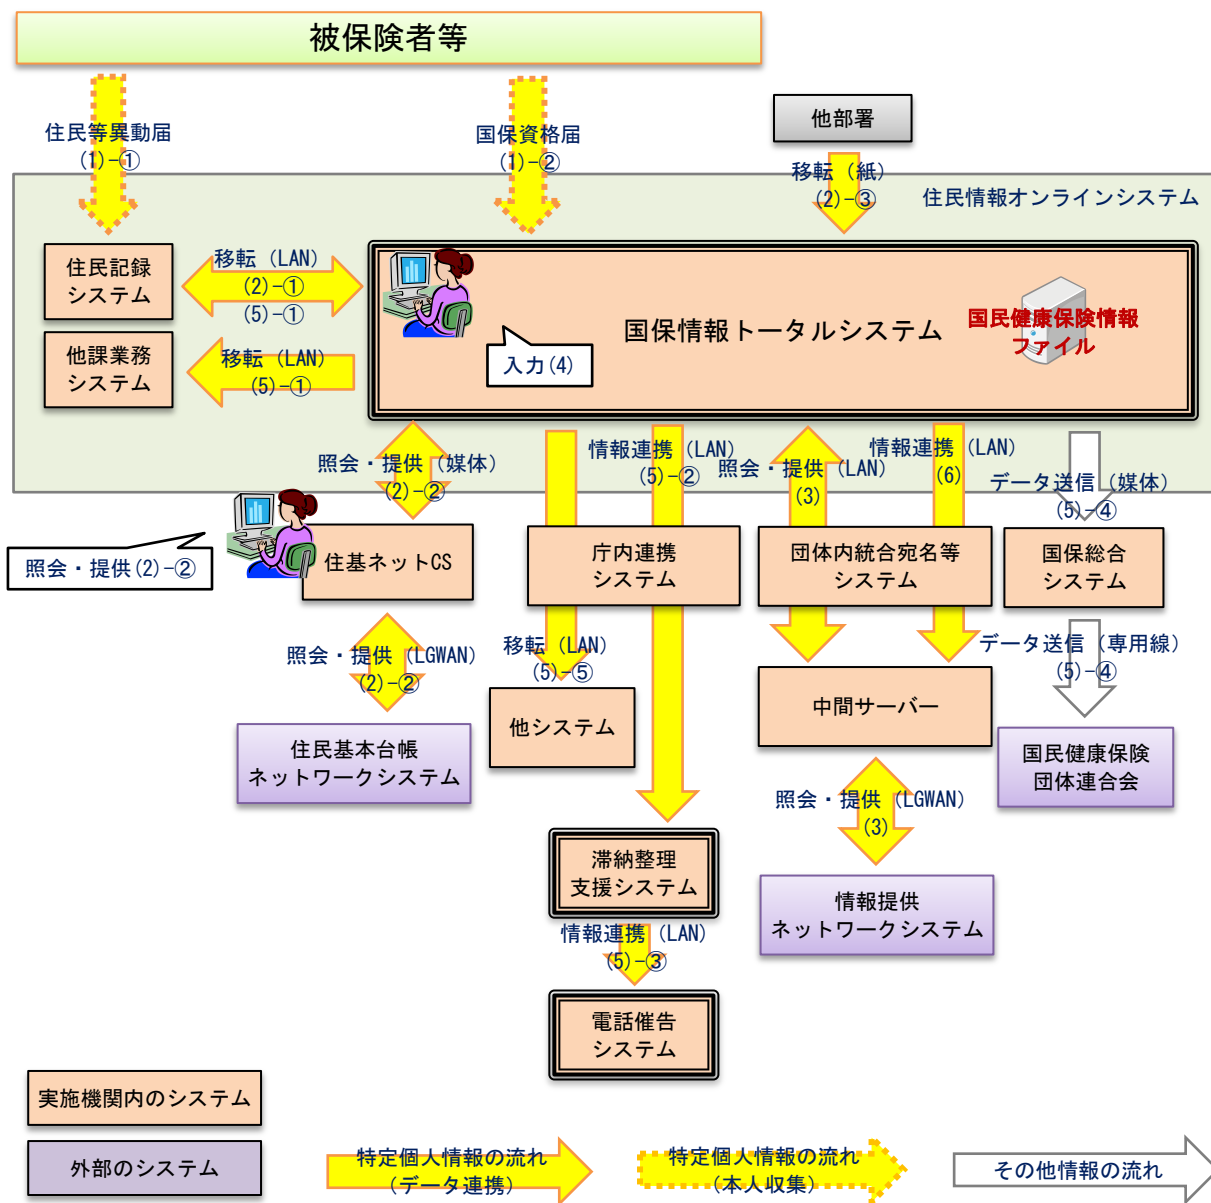 被保険者等
住民等異動届
(1)-①
国保資格届
(1)-②
他部署
移転（紙）
(2)-③
住民情報オンラインシステム
住民記録
システム
移転（LAN）
(2)-①
(5)-①
他課業務
システム
移転（LAN）
(5)-①
入力(4)
国保情報トータルシステム
国民健康保険情報
ファイル
照会・提供（媒体）
(2)-②
情報連携（LAN）
(5)-②
照会・提供（LAN）
(3)
情報連携（LAN）
(6)
データ送信（媒体）
(5)-④
照会・提供(2)-②
住基ネットCS
庁内連携
システム
団体内統合宛名等
システム
国保総合
システム
照会・提供（LGWAN）
(2)-②
移転（LAN）
(5)-⑤
データ送信（専用線）
(5)-④
住民基本台帳
ネットワークシステム
他システム
中間サーバー
国民健康保険
団体連合会
照会・提供（LGWAN）
(3)
滞納整理
支援システム
情報提供
ネットワークシステム
情報連携（LAN）
(5)-③
電話催告
システム
実施機関内のシステム
外部のシステム
特定個人情報の流れ
（データ連携）
特定個人情報の流れ
（本人収集）
その他情報の流れ